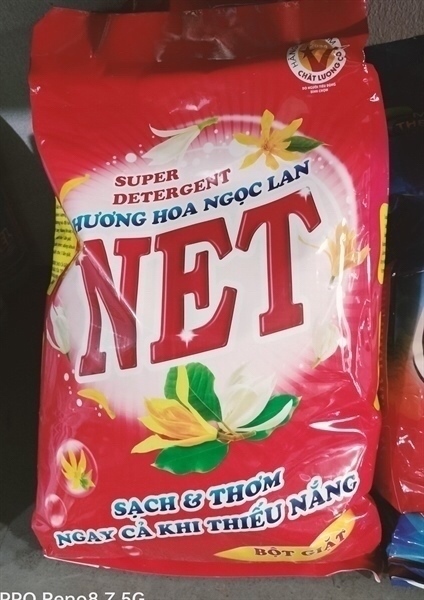 CHẤT LƯỢNG CAO
SUPER
DETERGENT
HƯƠNG HOA NGỌC LAN
NET
SẠCH & THƠM
NGAY CẢ KHI THIẾU NẮNG
BỘT GIẶT
PPO Reno8 Z 5G